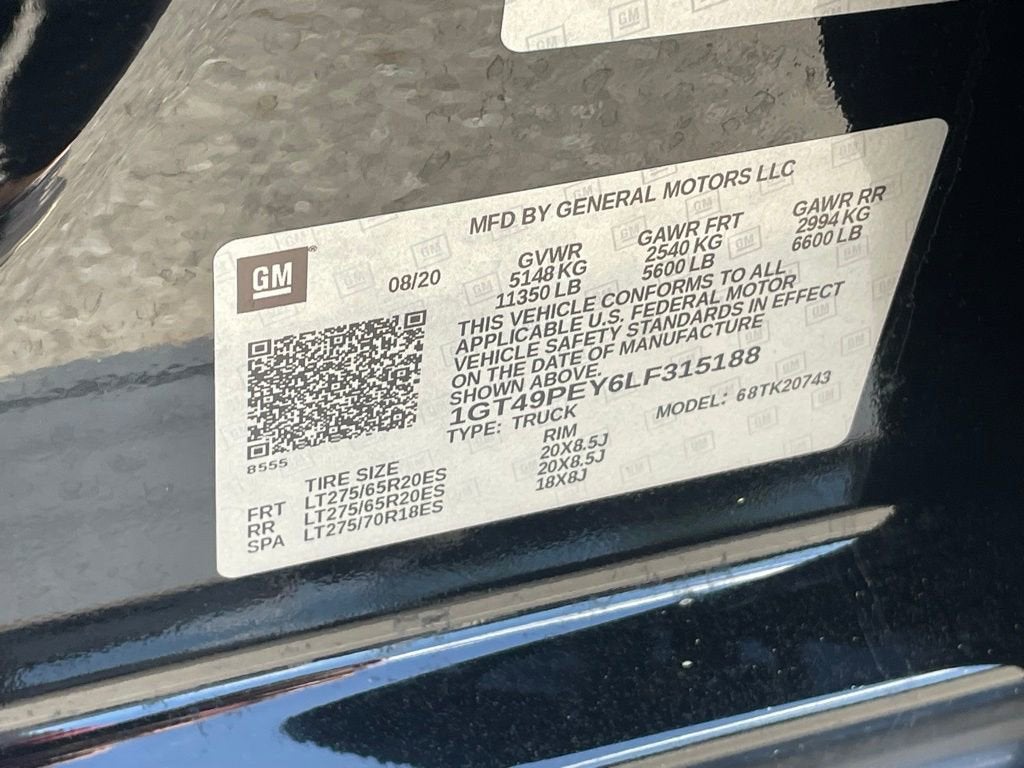 MFD BY GENERAL MOTORS LLC
GM
08/20
GVWR
5148 KG
11350 LB
GAWR FRT
2540 KG
5600 LB
GAWR RR
2994 KG
6600 LB
THIS VEHICLE CONFORMS TO ALL
APPLICABLE U.S. FEDERAL MOTOR
VEHICLE SAFETY STANDARDS IN EFFECT
ON THE DATE OF MANUFACTURE
SHOWN ABOVE.
1GT49PEY6LF315188
TYPE: TRUCK MODEL: 68TK20743
8555
TIRE SIZE RIM
FRT LT275/65R20ES 20X8.5J
RR LT275/65R20ES 20X8.5J
SPA LT275/70R18ES 18X8J